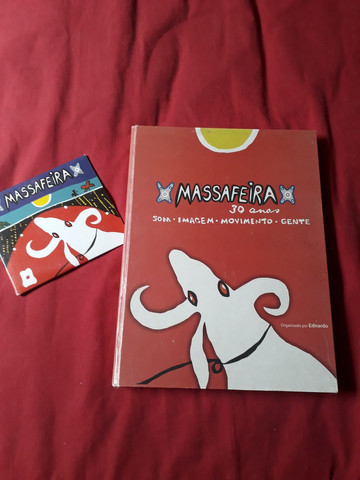 MASSAFEIRA
MASSAFEIRA
30 anos
SOM · IMAGEM · MOVIMENTO · GENTE
Organizado por Ednardo